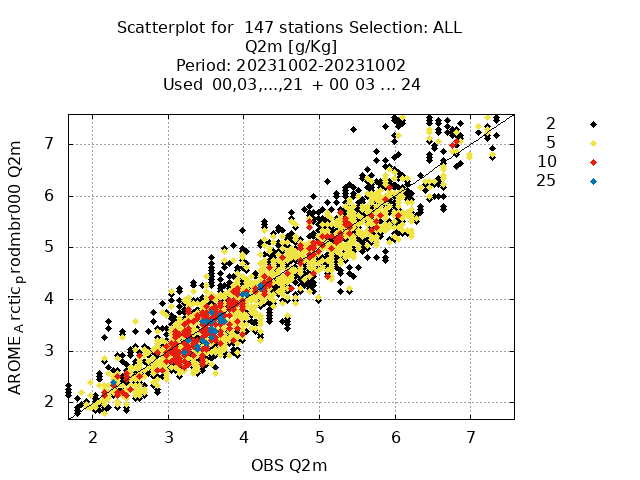 Scatterplot for  147 stations Selection: ALL
Q2m [g/Kg]
Period: 20231002-20231002
Used  00,03,...,21  + 00 03 ... 24
2
5
10
25
7
6
5
4
3
2
AROME_Arctic_prodmbr000 Q2m
2 3 4 5 6 7
OBS Q2m